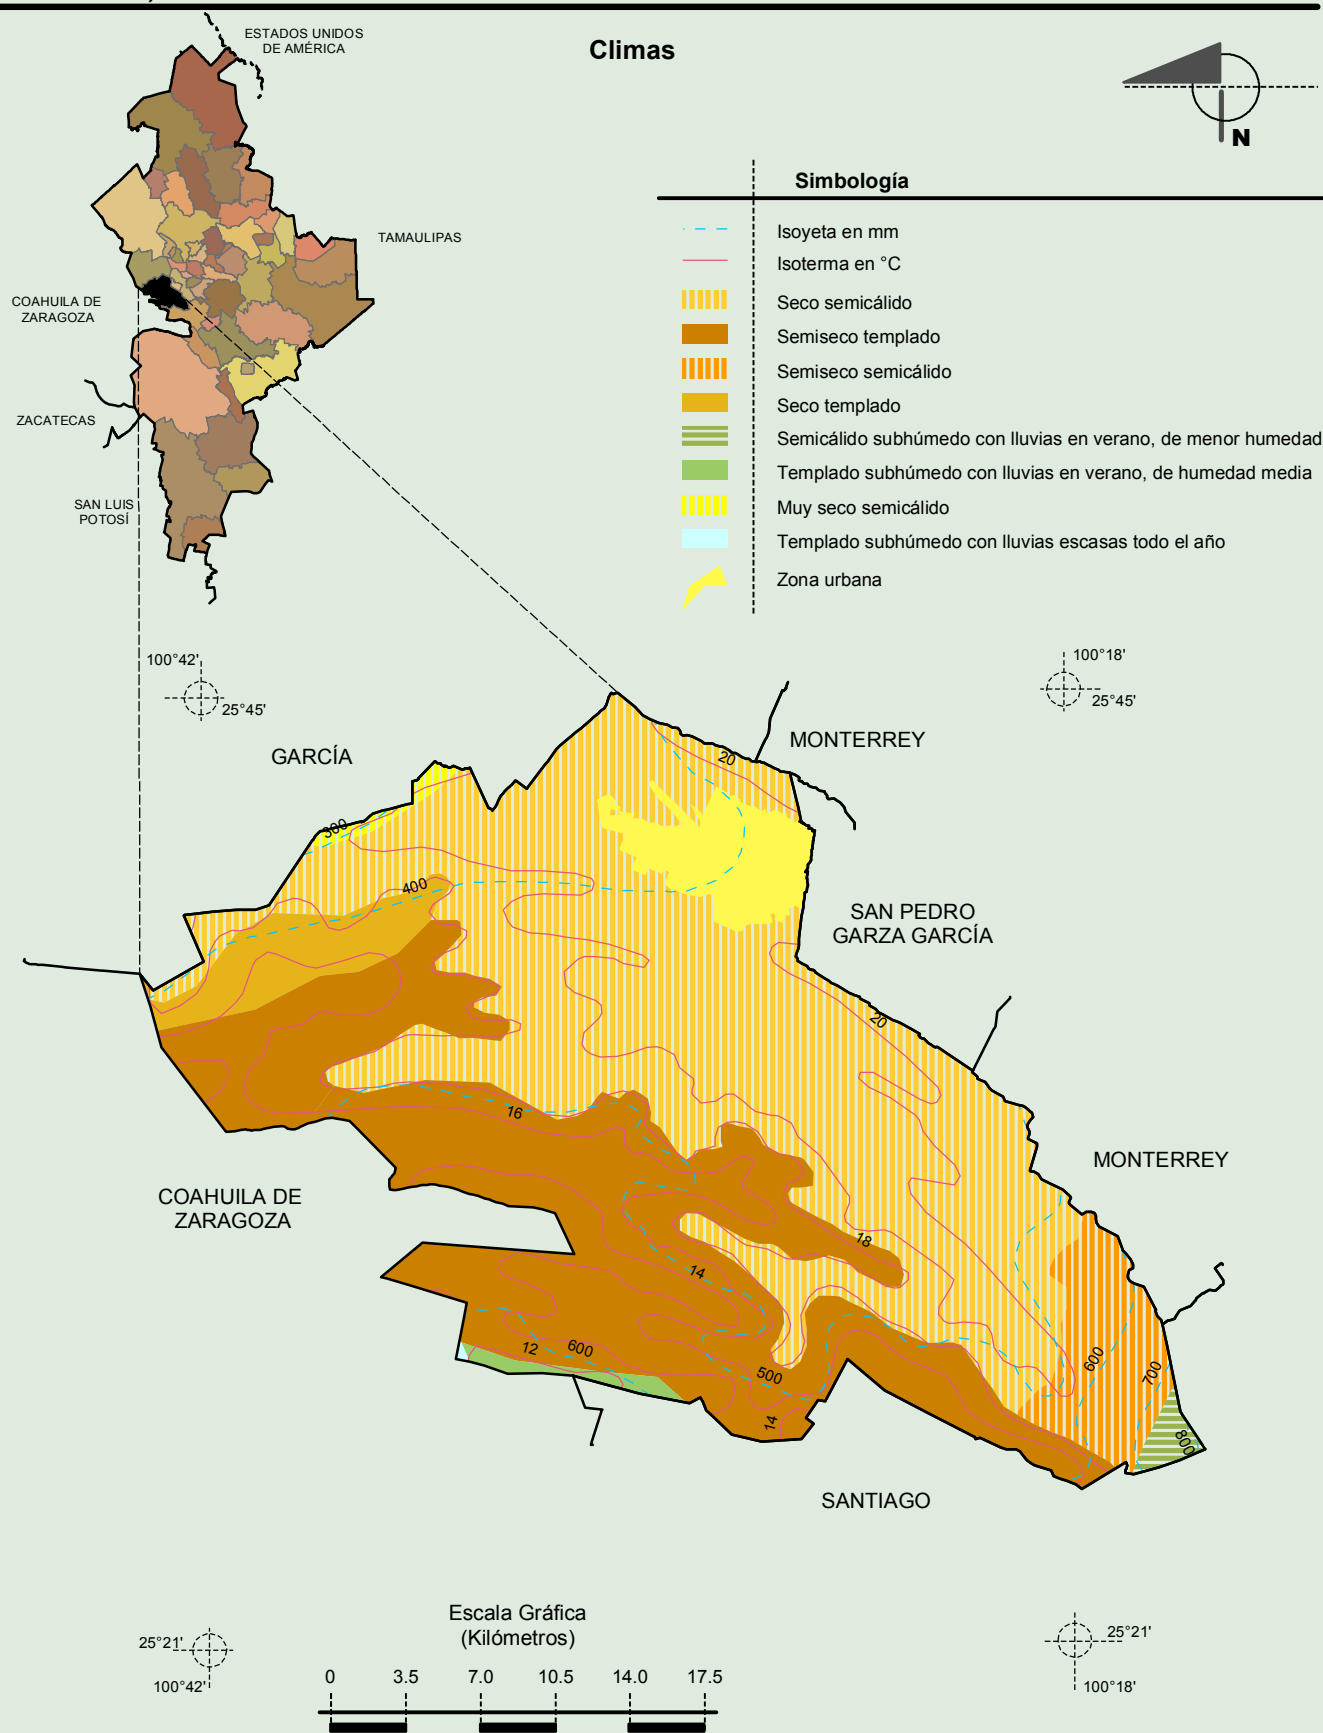 ESTADOS UNIDOS
DE AMÉRICA
Climas
N
Simbología
TAMAULIPAS
COAHUILA DE
ZARAGOZA
ZACATECAS
SAN LUIS
POTOSÍ
Isoyeta en mm
Isoterma en °C
Seco semicálido
Semiseco templado
Semiseco semicálido
Seco templado
Semicálido subhúmedo con lluvias en verano, de menor humedad
Templado subhúmedo con lluvias en verano, de humedad media
Muy seco semicálido
Templado subhúmedo con lluvias escasas todo el año
Zona urbana
100°42'
25°45'
100°18'
25°45'
GARCÍA
MONTERREY
20
300
400
SAN PEDRO
GARZA GARCÍA
20
16
MONTERREY
COAHUILA DE
ZARAGOZA
18
14
12
600
500
600
700
14
800
SANTIAGO
Escala Gráfica
(Kilómetros)
25°21'
100°42'
25°21'
100°18'
0 3.5 7.0 10.5 14.0 17.5